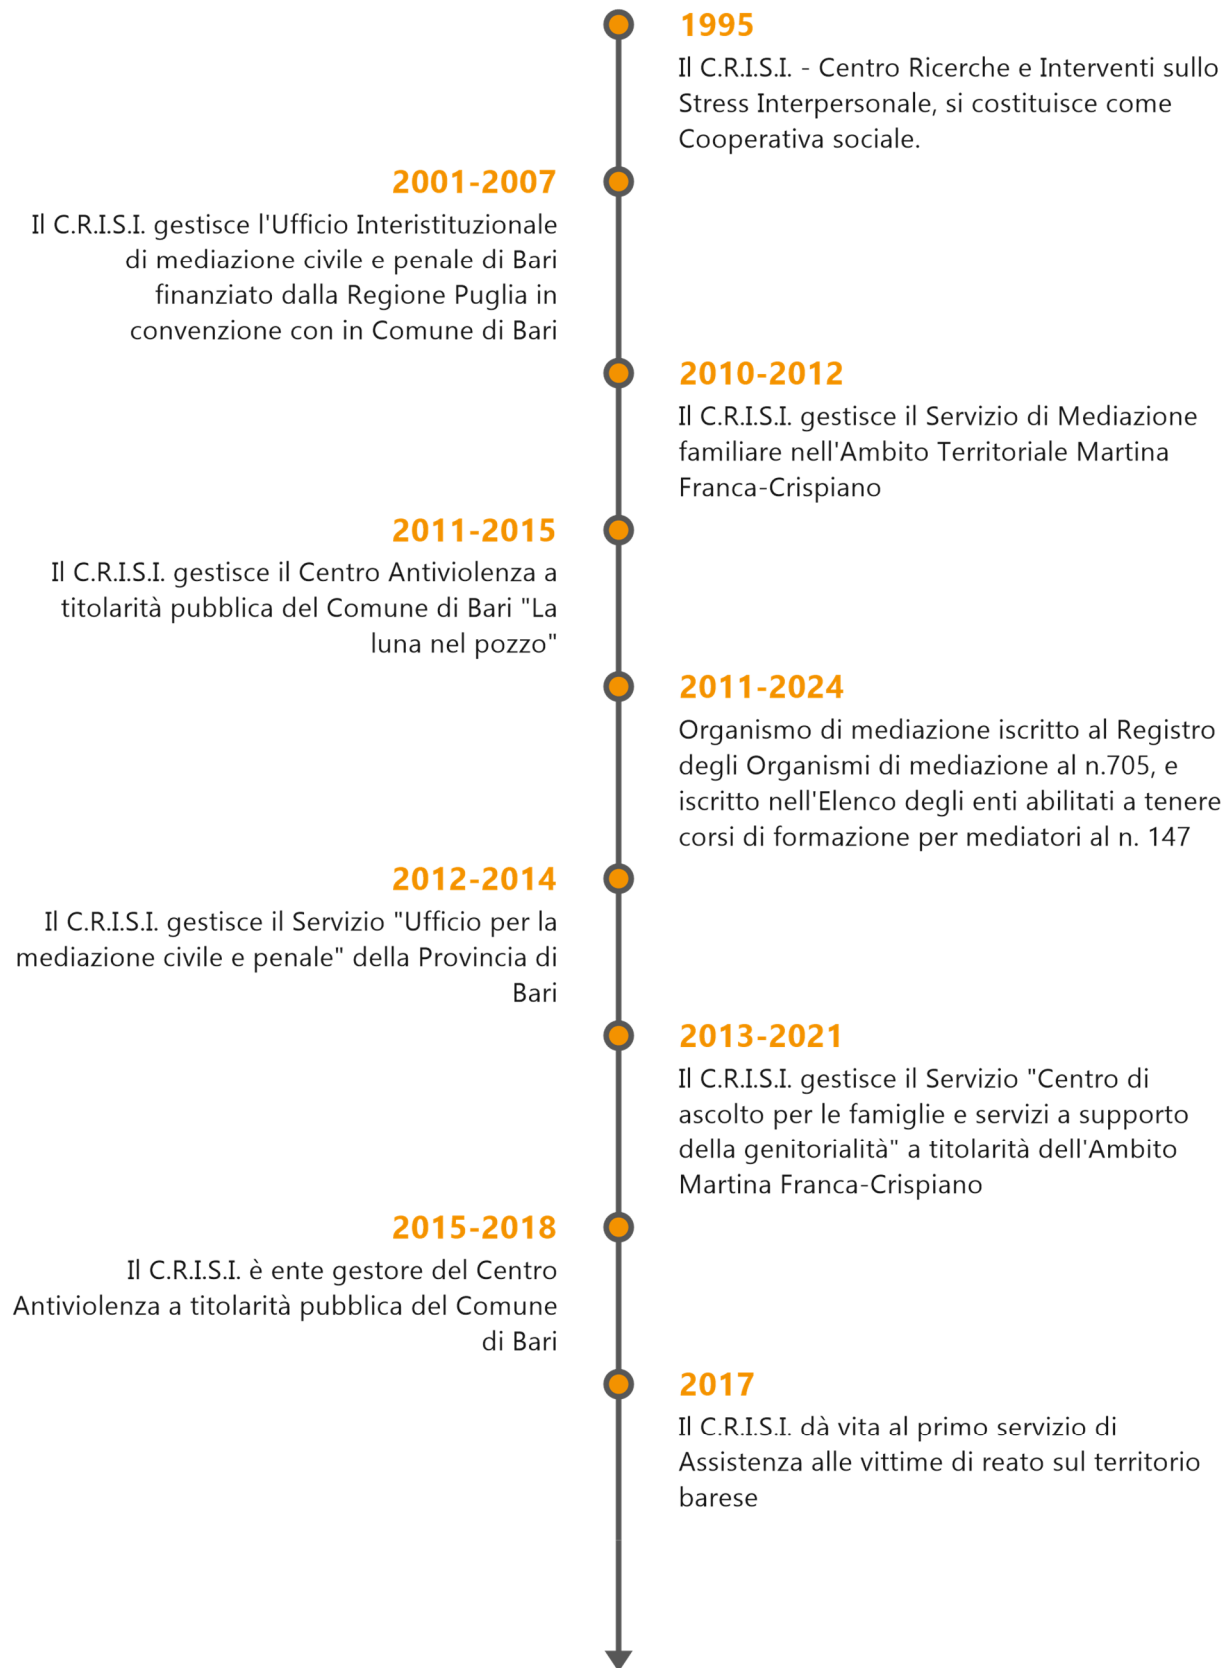 1995
Il C.R.I.S.I. - Centro Ricerche e Interventi sullo
Stress Interpersonale, si costituisce come
Cooperativa sociale.
2001-2007
Il C.R.I.S.I. gestisce l'Ufficio Interistituzionale
di mediazione civile e penale di Bari
finanziato dalla Regione Puglia in
convenzione con in Comune di Bari
2010-2012
Il C.R.I.S.I. gestisce il Servizio di Mediazione
familiare nell'Ambito Territoriale Martina
Franca-Crispiano
2011-2015
Il C.R.I.S.I. gestisce il Centro Antiviolenza a
titolarità pubblica del Comune di Bari "La
luna nel pozzo"
2011-2024
Organismo di mediazione iscritto al Registro
degli Organismi di mediazione al n.705, e
iscritto nell'Elenco degli enti abilitati a tenere
corsi di formazione per mediatori al n. 147
2012-2014
Il C.R.I.S.I. gestisce il Servizio "Ufficio per la
mediazione civile e penale" della Provincia di
Bari
2013-2021
Il C.R.I.S.I. gestisce il Servizio "Centro di
ascolto per le famiglie e servizi a supporto
della genitorialità" a titolarità dell'Ambito
Martina Franca-Crispiano
2015-2018
Il C.R.I.S.I. è ente gestore del Centro
Antiviolenza a titolarità pubblica del Comune
di Bari
2017
Il C.R.I.S.I. dà vita al primo servizio di
Assistenza alle vittime di reato sul territorio
barese